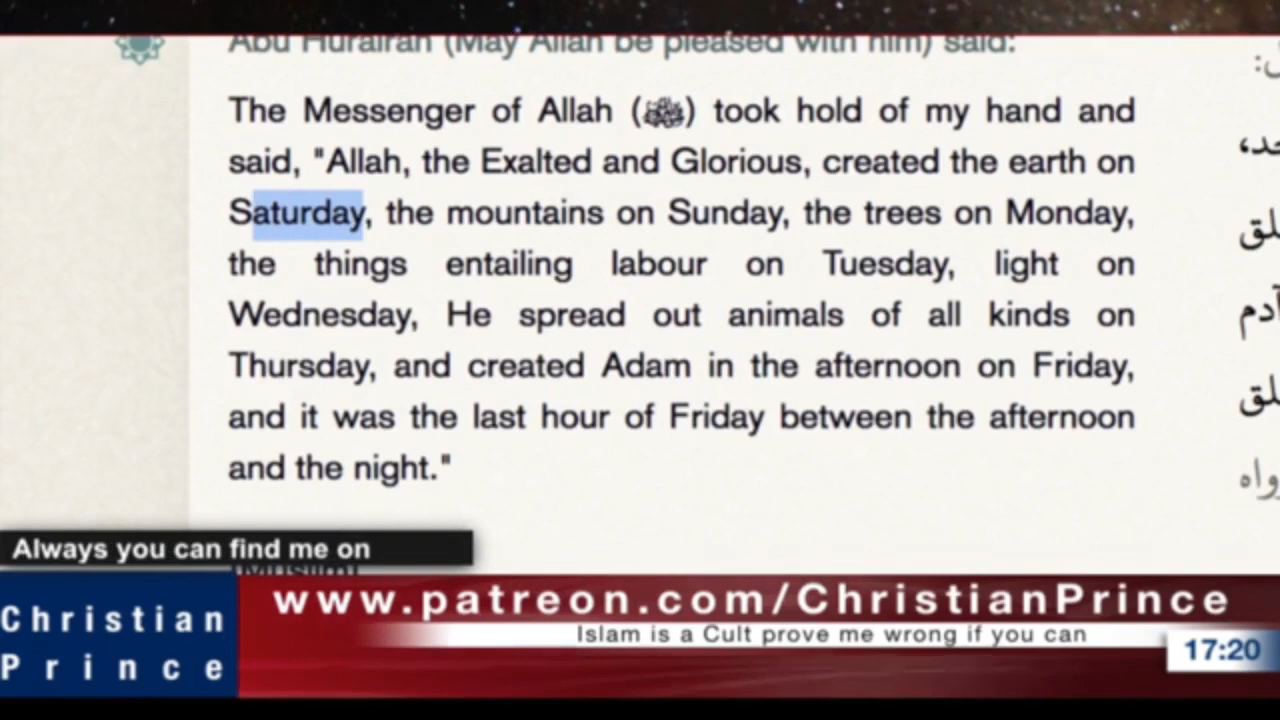 Abu Hurairah (May Allah be pleased with him) said:
The Messenger of Allah (ﷺ) took hold of my hand and
said, "Allah, the Exalted and Glorious, created the earth on
Saturday, the mountains on Sunday, the trees on Monday,
the things entailing labour on Tuesday, light on
Wednesday, He spread out animals of all kinds on
Thursday, and created Adam in the afternoon on Friday,
and it was the last hour of Friday between the afternoon
and the night."
[Muslim]
آدم
Always you can find me on
Christian
Prince
www.patreon.com/ChristianPrince
Islam is a Cult prove me wrong if you can
17:20